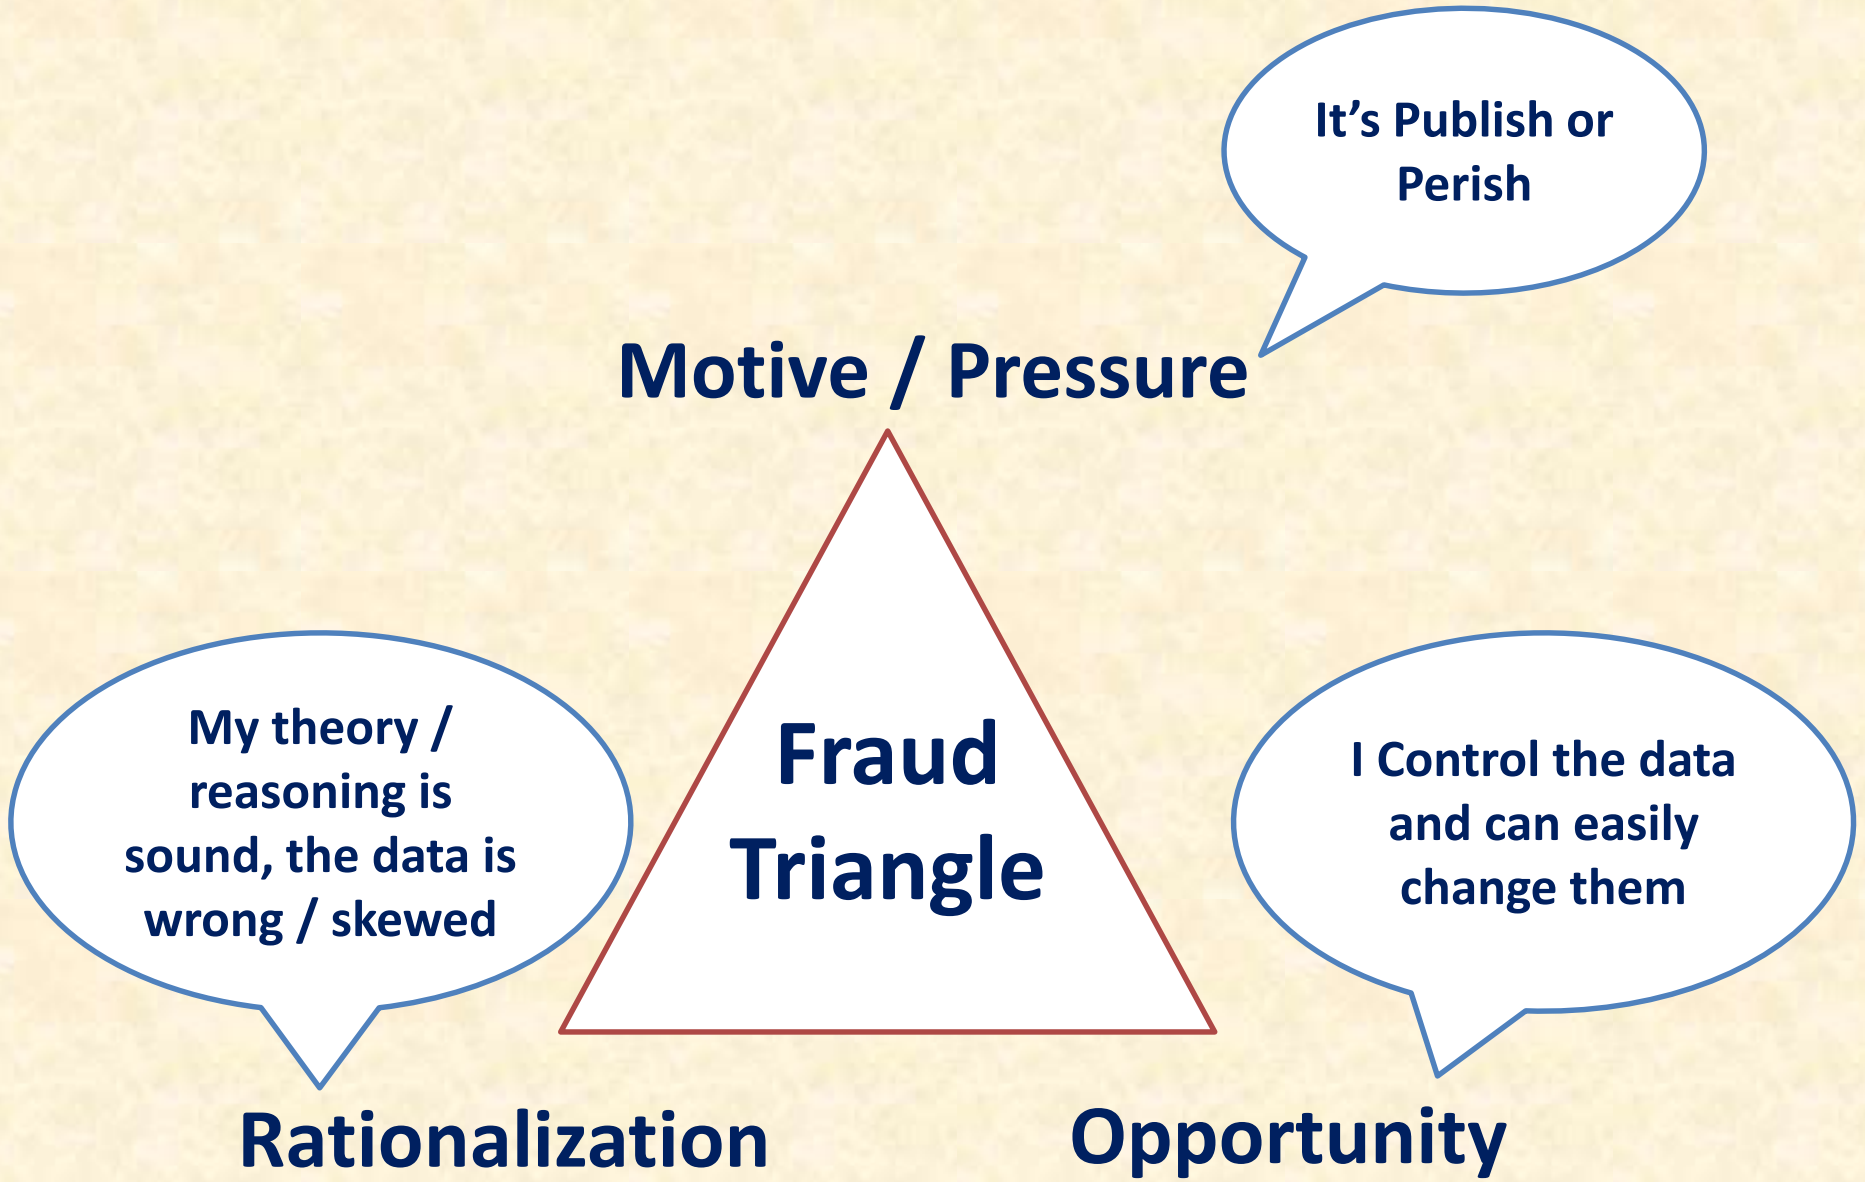 It’s Publish or
Perish
Motive / Pressure
My theory /
reasoning is
sound, the data is
wrong / skewed
Fraud
Triangle
I Control the data
and can easily
change them
Rationalization
Opportunity